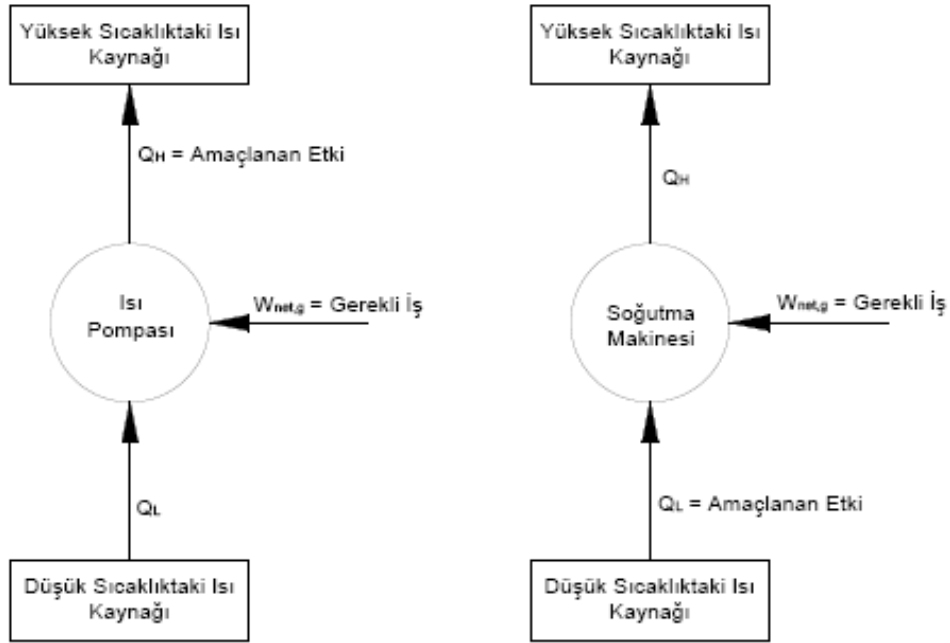 Yüksek Sıcaklıktaki Isı
Kaynağı
QH = Amaçlanan Etki
Isı
Pompası
Wnet,g = Gerekli İş
QL
Düşük Sıcaklıktaki Isı
Kaynağı
Yüksek Sıcaklıktaki Isı
Kaynağı
QH
Soğutma
Makinesi
Wnet,g = Gerekli İş
QL = Amaçlanan Etki
Düşük Sıcaklıktaki Isı
Kaynağı